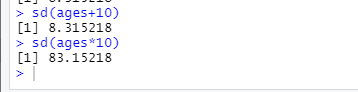 > sd(ages+10)
[1] 8.315218
> sd(ages*10)
[1] 83.15218
>